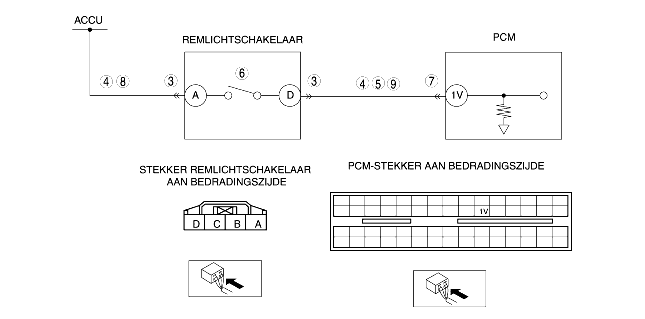 ACCU
REMLICHTSCHAKELAAR
PCM
4 8 3 A 6 D 3 4 5 9 7 1V
STEKKER REMLICHTSCHAKELAAR
AAN BEDRADINGSZIJDE
PCM-STEKKER AAN BEDRADINGSZIJDE
D C B A
1V